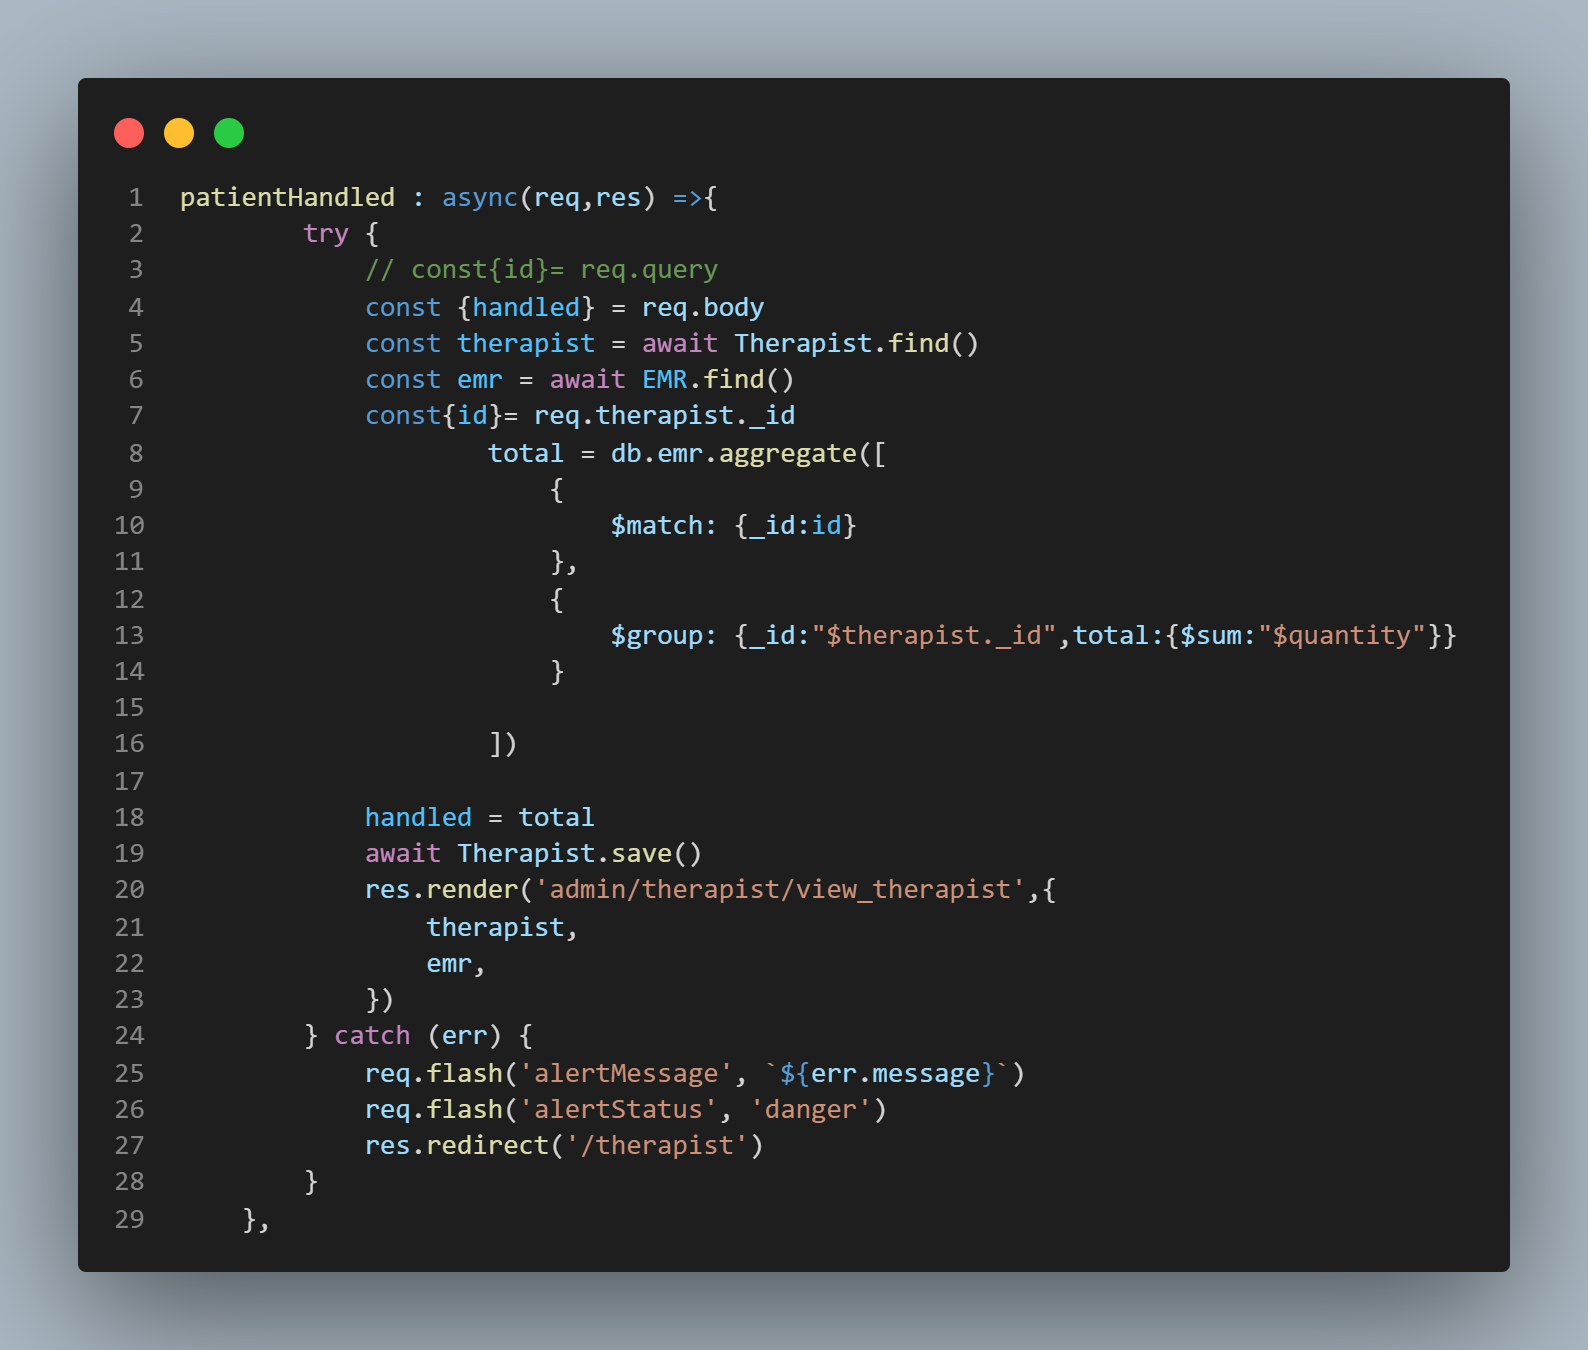 1 patientHandled : async(req,res) =>{
2 try {
3 // const{id}= req.query
4 const {handled} = req.body
5 const therapist = await Therapist.find()
6 const emr = await EMR.find()
7 const{id}= req.therapist._id
8 total = db.emr.aggregate([
9 {
10 $match: {_id:id}
11 },
12 {
13 $group: {_id:"$therapist._id",total:{$sum:"$quantity"}}
14 }
15
16 ])
17
18 handled = total
19 await Therapist.save()
20 res.render('admin/therapist/view_therapist',{
21 therapist,
22 emr,
23 })
24 } catch (err) {
25 req.flash('alertMessage', `${err.message}`)
26 req.flash('alertStatus', 'danger')
27 res.redirect('/therapist')
28 }
29 },